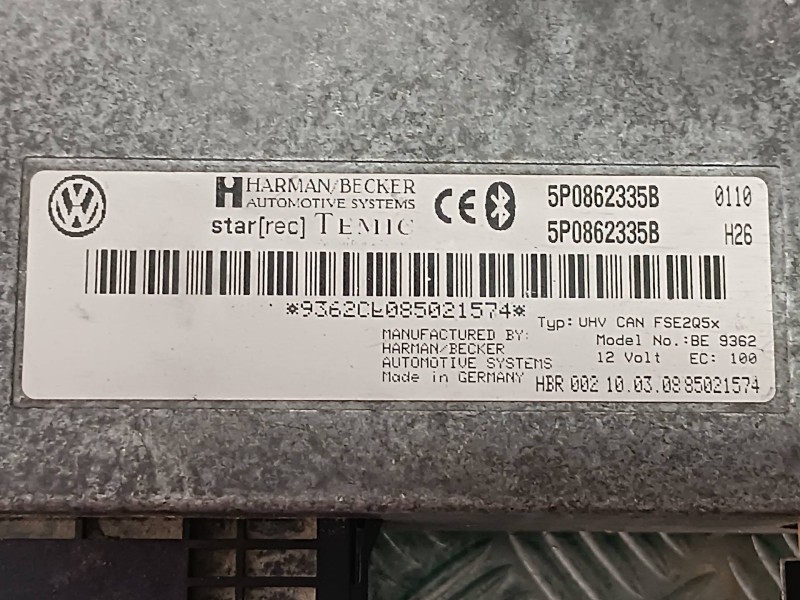 HARMAN/BECKER
AUTOMOTIVE SYSTEMS
star[rec] TEMIC
CE
5P0862335B 0110
5P0862335B H26
*9362CE085021574*
MANUFACTURED BY:
HARMAN/BECKER
AUTOMOTIVE SYSTEMS
Made in GERMANY
Typ: UHV CAN FSE2Q5x
Model No.: BE 9362
12 Volt EC: 100
HBR 002 10.03.08 85021574